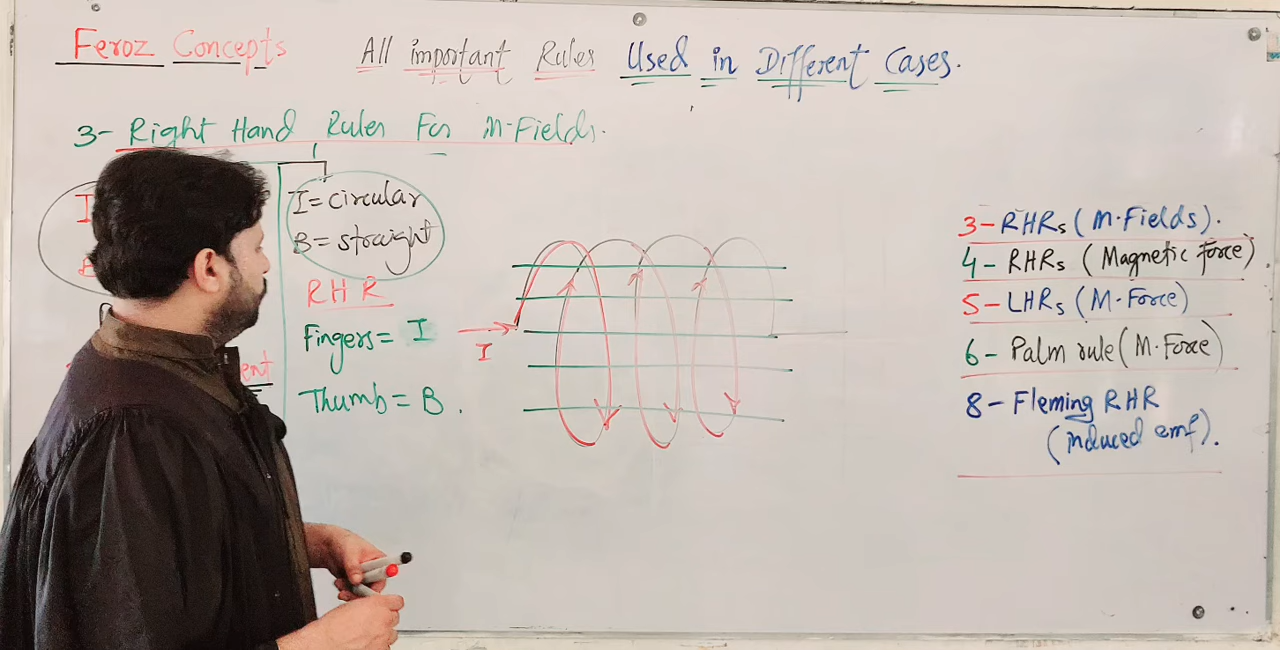 Feroz Concepts
All important Rules Used in Different Cases.
3- Right Hand Rules For M-Fields.
I
I = circular
B = straight
RHR
Fingers = I
Thumb = B.
I
3- RHRs (M.Fields).
4- RHRs (Magnetic force)
5- LHRs (M-Force)
6- Palm rule (M.Force)
8- Fleming RHR
(induced emf).